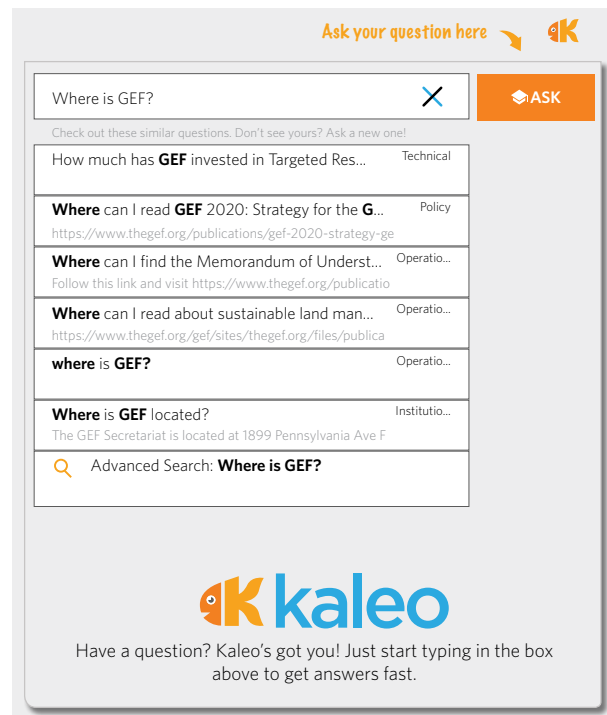 Ask your question here
Where is GEF?
ASK
Check out these similar questions. Don't see yours? Ask a new one!
How much has GEF invested in Targeted Res... Technical
Where can I read GEF 2020: Strategy for the G... Policy
https://www.thegef.org/publications/gef-2020-strategy-ge
Where can I find the Memorandum of Underst... Operatio...
Follow this link and visit https://www.thegef.org/publicatio
Where can I read about sustainable land man... Operatio...
https://www.thegef.org/gef/sites/thegef.org/files/publica
where is GEF? Operatio...
Where is GEF located? Institutio...
The GEF Secretariat is located at 1899 Pennsylvania Ave F
Advanced Search: Where is GEF?
kaleo
Have a question? Kaleo's got you! Just start typing in the box
above to get answers fast.